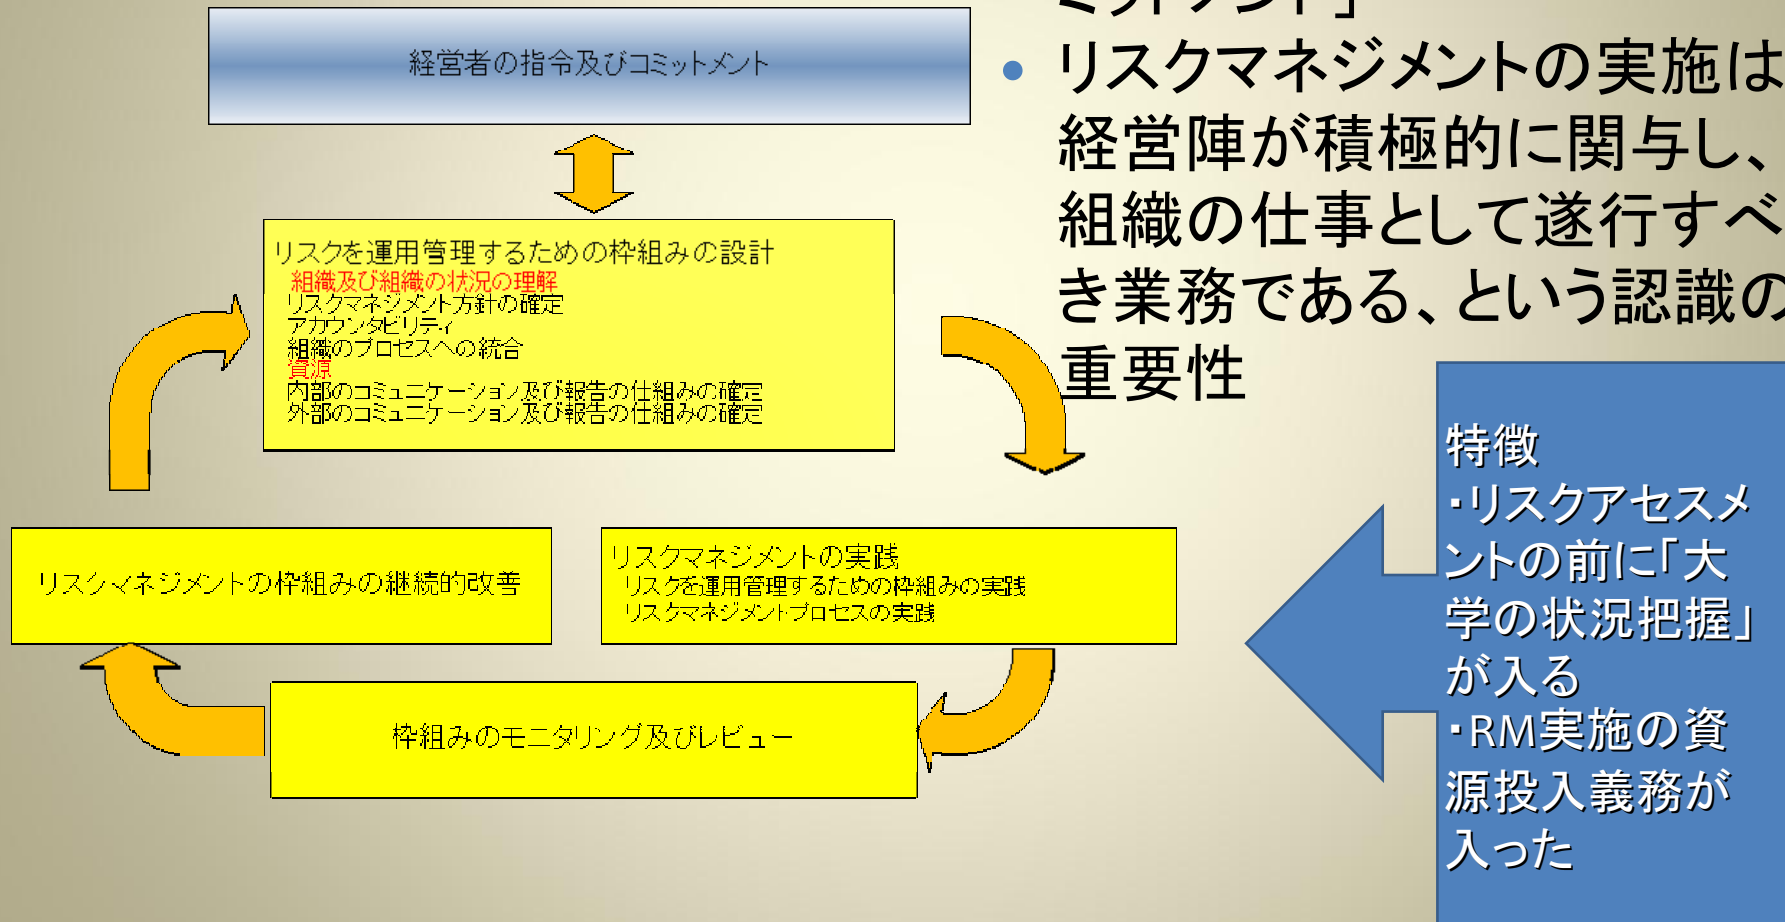 経営者の指令及びコミットメント
リスクを運用管理するための枠組みの設計
組織及び組織の状況の理解
リスクマネジメント方針の確定
アカウンタビリティ
組織のプロセスへの統合
資源
内部のコミュニケーション及び報告の仕組みの確定
外部のコミュニケーション及び報告の仕組みの確定
リスクマネジメントの枠組みの継続的改善
リスクマネジメントの実践
リスクを運用管理するための枠組みの実践
リスクマネジメントプロセスの実践
枠組みのモニタリング及びレビュー
ミットメント」
• リスクマネジメントの実施は
経営陣が積極的に関与し、
組織の仕事として遂行すべ
き業務である、という認識の
重要性
特徴
・リスクアセスメ
ントの前に「大
学の状況把握」
が入る
・RM実施の資
源投入義務が
入った